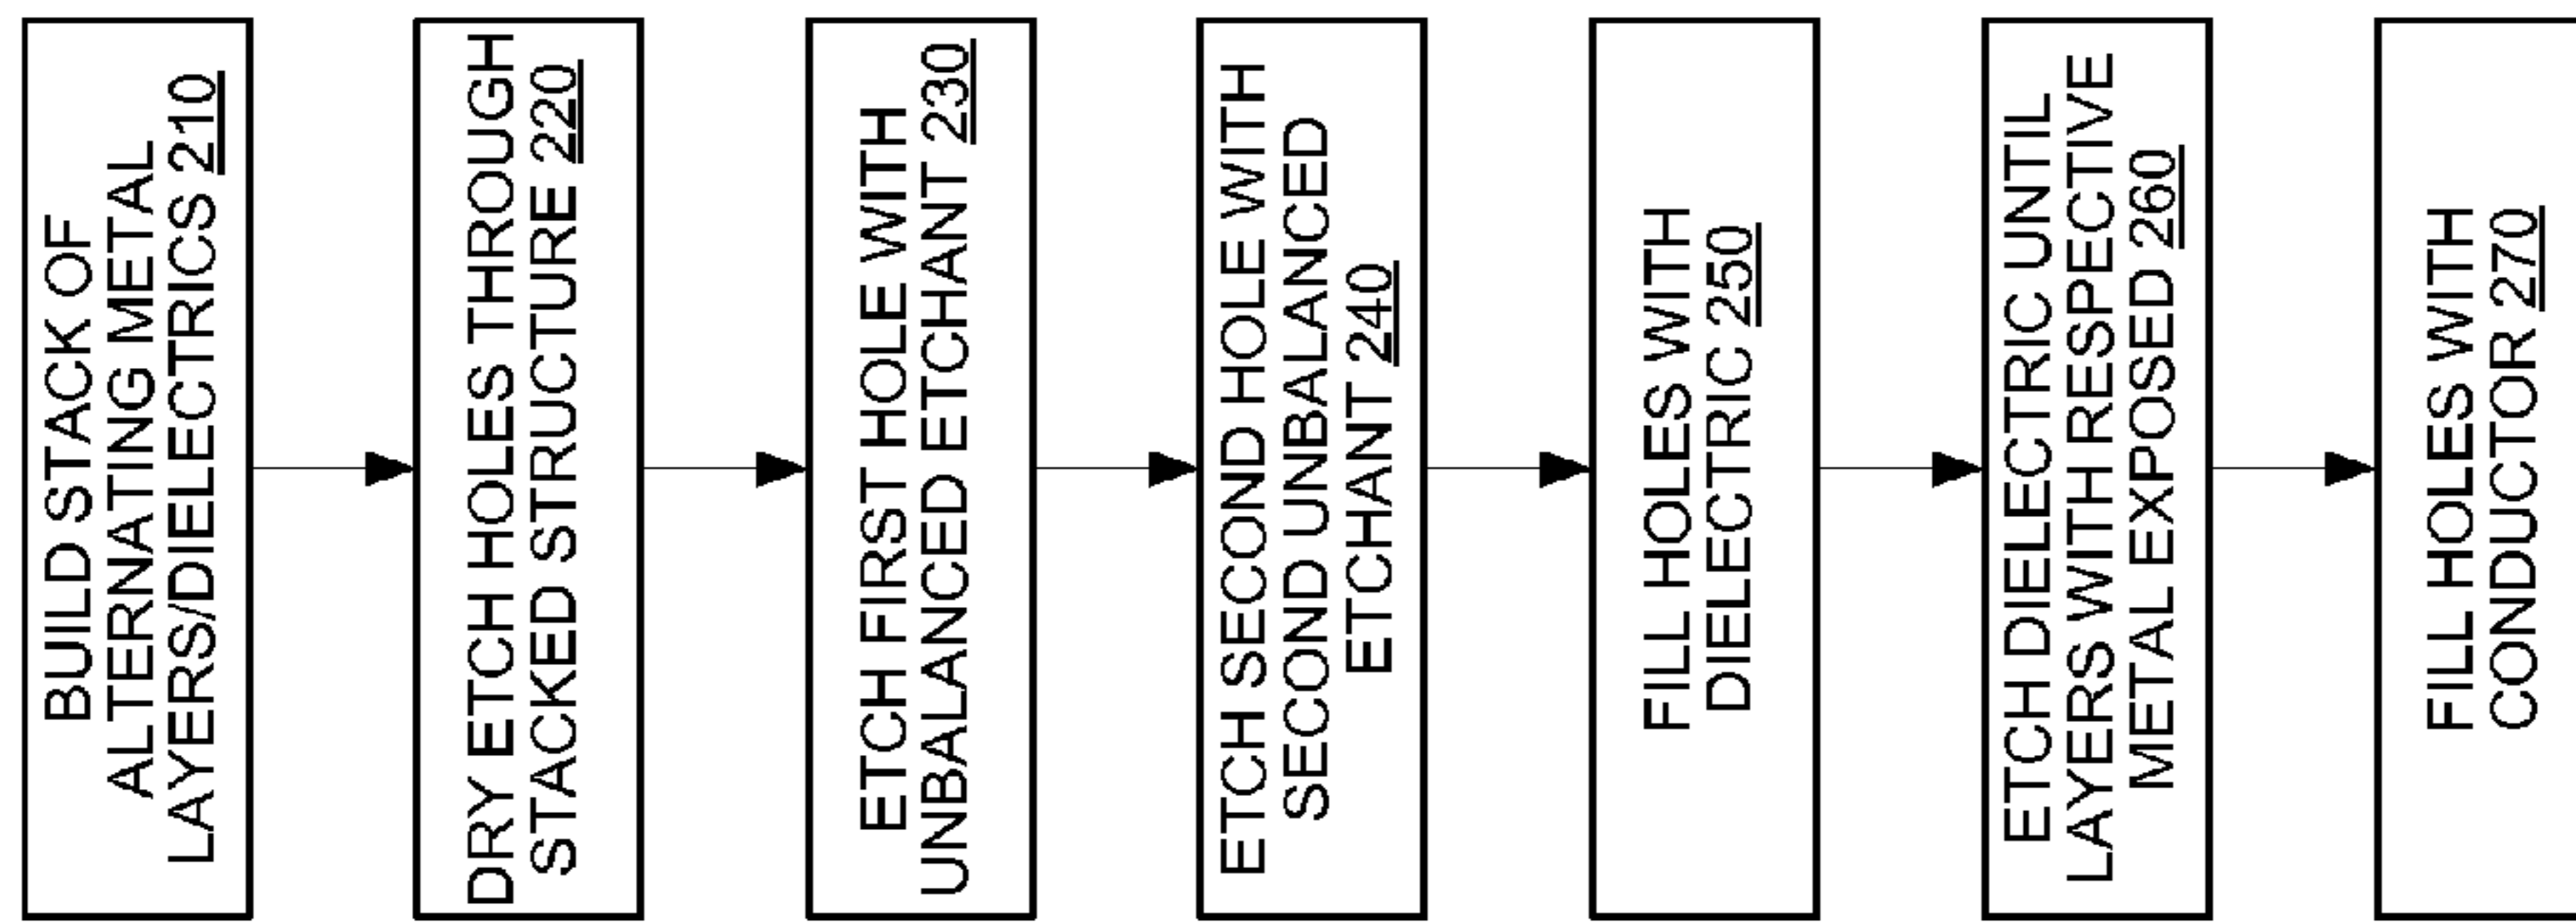 BUILD STACK OF
ALTERNATING METAL
LAYERS/DIELECTRICS 210
DRY ETCH HOLES THROUGH
STACKED STRUCTURE 220
ETCH FIRST HOLE WITH
UNBALANCED ETCHANT 230
ETCH SECOND HOLE WITH
SECOND UNBALANCED
ETCHANT 240
FILL HOLES WITH
DIELECTRIC 250
ETCH DIELECTRIC UNTIL
LAYERS WITH RESPECTIVE
METAL EXPOSED 260
FILL HOLES WITH
CONDUCTOR 270